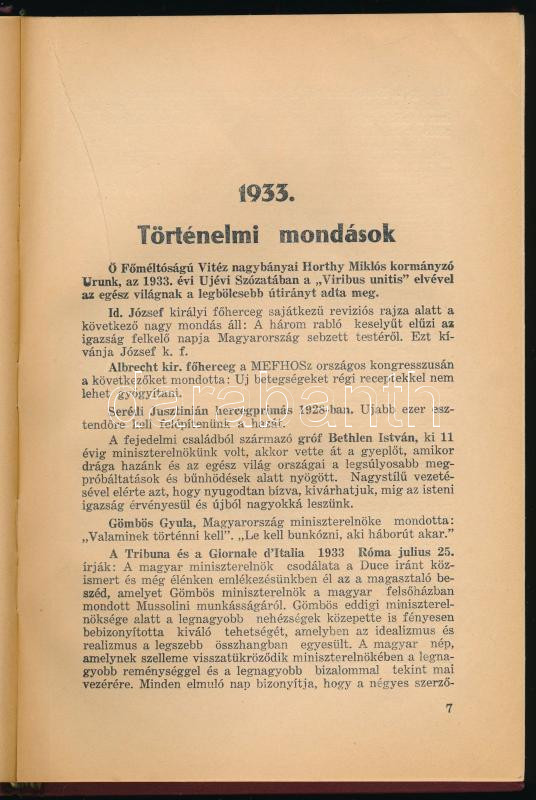 1933.
Történelmi mondások
Ő Főméltóságú Vitéz nagybányai Horthy Miklós kormányzó
Urunk, az 1933. évi Ujévi Szózatában a „Viribus unitis" elvével
az egész világnak a legbölcsebb útirányt adta meg.
Id. József királyi főherceg sajátkezü reviziós rajza alatt a
következő nagy mondás áll: A három rabló keselyűt elűzi az
igazság felkelő napja Magyarország sebzett testéről. Ezt kí-
vánja József k. f.
Albrecht kir. főherceg a MEFHOSz országos kongresszusán
a következőket mondotta: Uj betegségeket régi receptekkel nem
lehet gyógyítani.
Serédi Jusztinián hercegprímás 1928-ban. Ujabb ezer esz-
tendőre kell felépítenünk a hazát.
A fejedelmi családból származó gróf Bethlen István, ki 11
évig miniszterelnökünk volt, akkor vette át a gyeplőt, amikor
drága hazánk és az egész világ országai a legsúlyosabb meg-
próbáltatások és bűnhödések alatt nyögött. Nagystílű vezeté-
sével elérte azt, hogy nyugodtan bízva, kivárhatjuk, mig az isteni
igazság érvényesül és újból nagyokká leszünk.
Gömbös Gyula, Magyarország miniszterelnöke mondotta:
„Valaminek történni kell". „Le kell bunkózni, aki háborút akar."
A Tribuna és a Giornale d'Italia 1933 Róma julius 25.
írják: A magyar miniszterelnök csodálata a Duce iránt köz-
ismert és még élénken emlékezésünkben él az a magasztaló be-
széd, amelyet Gömbös miniszterelnök a magyar felsőházban
mondott Mussolini munkásságáról. Gömbös eddigi miniszterel-
nöksége alatt a legnagyobb nehézségek közepette is fényesen
bebizonyította kiváló tehetségét, amelyben az idealizmus és
realizmus a legszebb összhangban egyesült. A magyar nép,
amelynek szelleme visszatükröződik miniszterelnökében a legna-
gyobb reménységgel és a legnagyobb bizalommal tekint mai
vezérére. Minden elmuló nap bizonyítja, hogy a négyes szerző-
7
darabanth